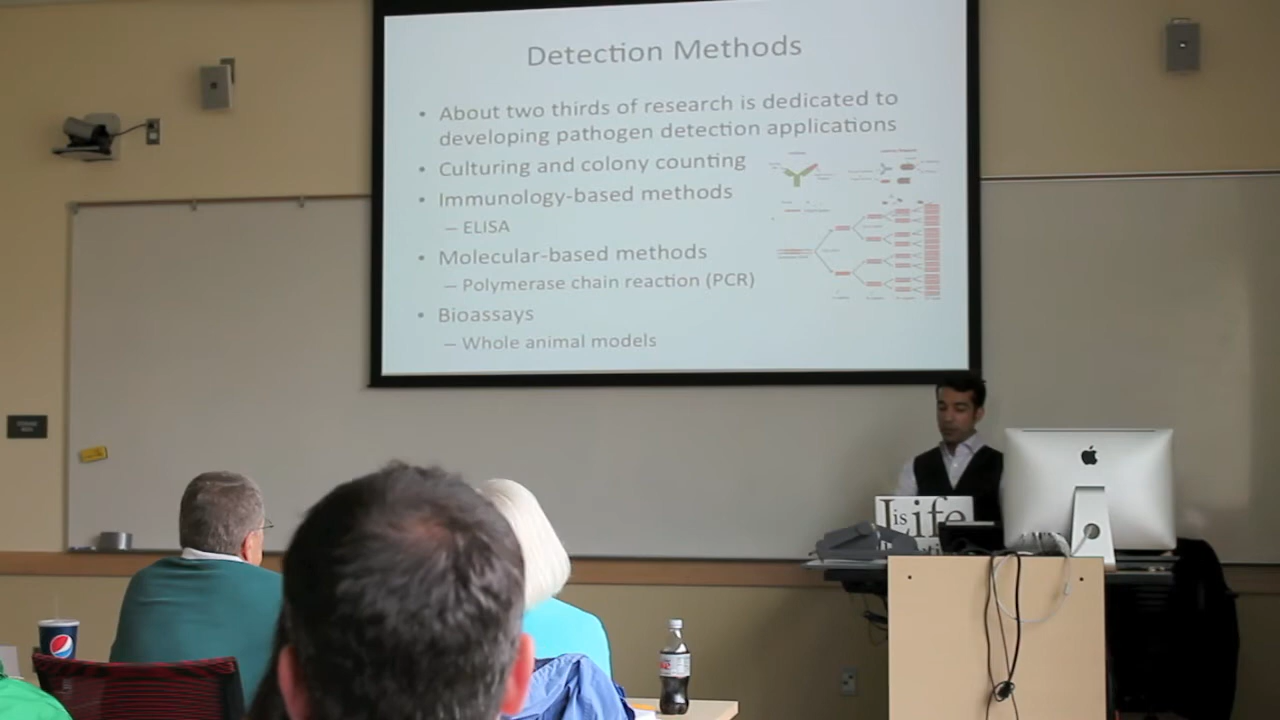 Detection Methods
• About two thirds of research is dedicated to
developing pathogen detection applications
• Culturing and colony counting
• Immunology-based methods
– ELISA
• Molecular-based methods
– Polymerase chain reaction (PCR)
• Bioassays
– Whole animal models
is